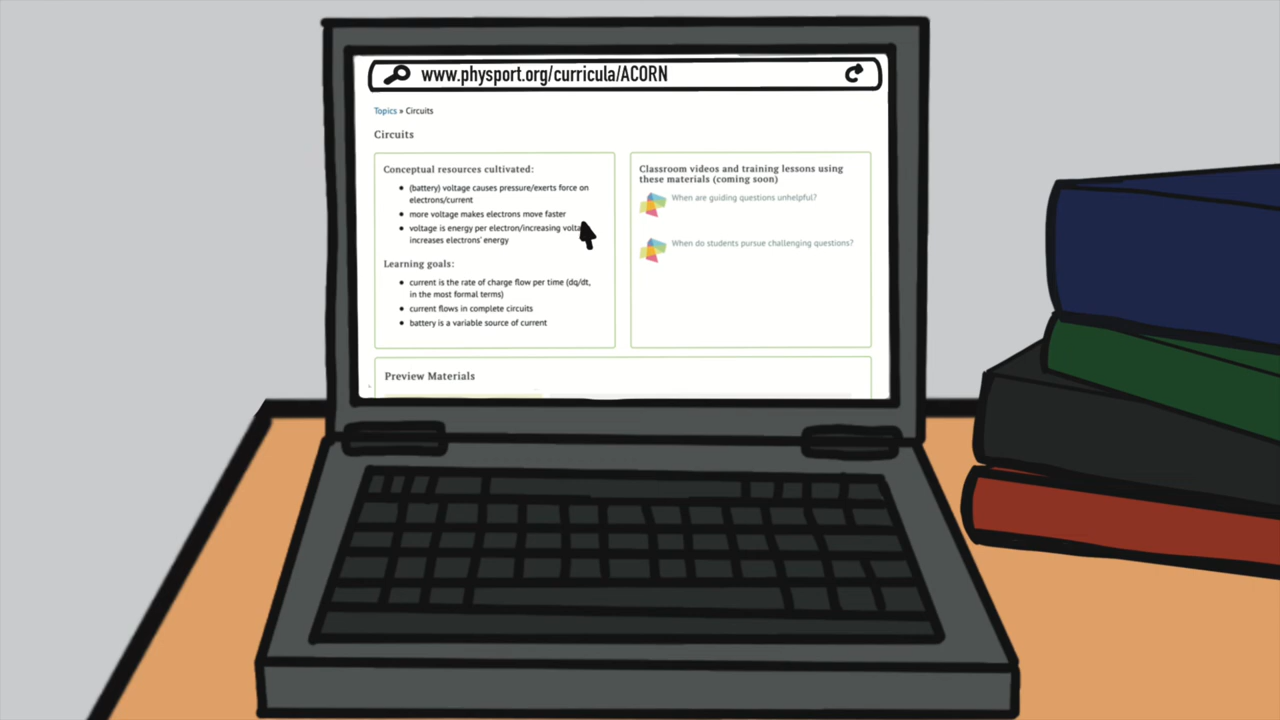 www.physport.org/curricula/ACORN
Topics » Circuits
Circuits
Conceptual resources cultivated:
(battery) voltage causes pressure/exerts force on
electrons/current
more voltage makes electrons move faster
voltage is energy per electron/increasing
increases electrons' energy
Learning goals:
current is the rate of charge flow per time (dq/dt,
in the most formal terms)
current flows in complete circuits
battery is a variable source of current
Classroom videos and training lessons using
these materials (coming soon)
When are guiding questions unhelpful?
When do students pursue challenging questions?
Preview Materials